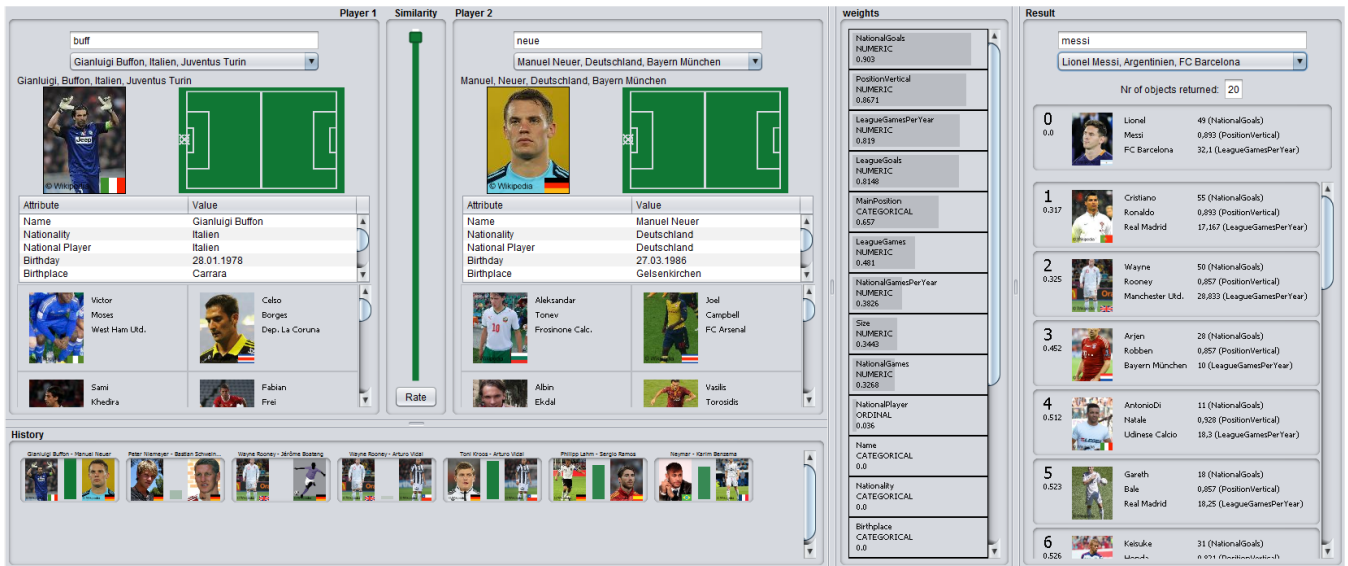 Player 1
buff
Gianluigi Buffon, Italien, Juventus Turin
Gianluigi, Buffon, Italien, Juventus Turin
Jeep
© Wikipedia
Attribute Value
Name Gianluigi Buffon
Nationality Italien
National Player Italien
Birthday 28.01.1978
Birthplace Carrara
Victor
Moses
West Ham Utd.
Celso
Borges
Dep. La Coruna
Sami
Khedira
Fabian
Frei
Similarity
Rate
Player 2
neue
Manuel Neuer, Deutschland, Bayern München
Manuel, Neuer, Deutschland, Bayern München
© Wikipedia
Attribute Value
Name Manuel Neuer
Nationality Deutschland
National Player Deutschland
Birthday 27.03.1986
Birthplace Gelsenkirchen
Aleksandar
Tonev
Frosinone Calc.
Joel
Campbell
FC Arsenal
Albin
Ekdal
Vasilis
Torosidis
History
Gianluigi Buffon - Manuel Neuer
Peter Niemeyer - Bastian Schwein...
Wayne Rooney - Jérôme Boateng
Wayne Rooney - Arturo Vidal
Toni Kroos - Arturo Vidal
Philipp Lahm - Sergio Ramos
Neymar - Karim Benzema
weights
NationalGoals
NUMERIC
0.903
PositionVertical
NUMERIC
0.8671
LeagueGamesPerYear
NUMERIC
0.819
LeagueGoals
NUMERIC
0.8148
MainPosition
CATEGORICAL
0.657
LeagueGames
NUMERIC
0.481
NationalGamesPerYear
NUMERIC
0.3826
Size
NUMERIC
0.3443
NationalGames
NUMERIC
0.3268
NationalPlayer
ORDINAL
0.036
Name
CATEGORICAL
0.0
Nationality
CATEGORICAL
0.0
Birthplace
CATEGORICAL
0.0
Result
messi
Lionel Messi, Argentinien, FC Barcelona
Nr of objects returned: 20
0 Lionel 49 (NationalGoals)
0.0 Messi 0,893 (PositionVertical)
FC Barcelona 32,1 (LeagueGamesPerYear)
1 Cristiano 55 (NationalGoals)
0.317 Ronaldo 0,893 (PositionVertical)
Real Madrid 17,167 (LeagueGamesPerYear)
2 Wayne 50 (NationalGoals)
0.325 Rooney 0,857 (PositionVertical)
Manchester Utd. 28,833 (LeagueGamesPerYear)
3 Arjen 28 (NationalGoals)
0.452 Robben 0,857 (PositionVertical)
Bayern München 10 (LeagueGamesPerYear)
4 AntonioDi 11 (NationalGoals)
0.512 Natale 0,928 (PositionVertical)
Udinese Calcio 18,3 (LeagueGamesPerYear)
5 Gareth 18 (NationalGoals)
0.523 Bale 0,857 (PositionVertical)
Real Madrid 18,25 (LeagueGamesPerYear)
6 Keisuke 31 (NationalGoals)
0.526 Honda 0,821 (PositionVertical)